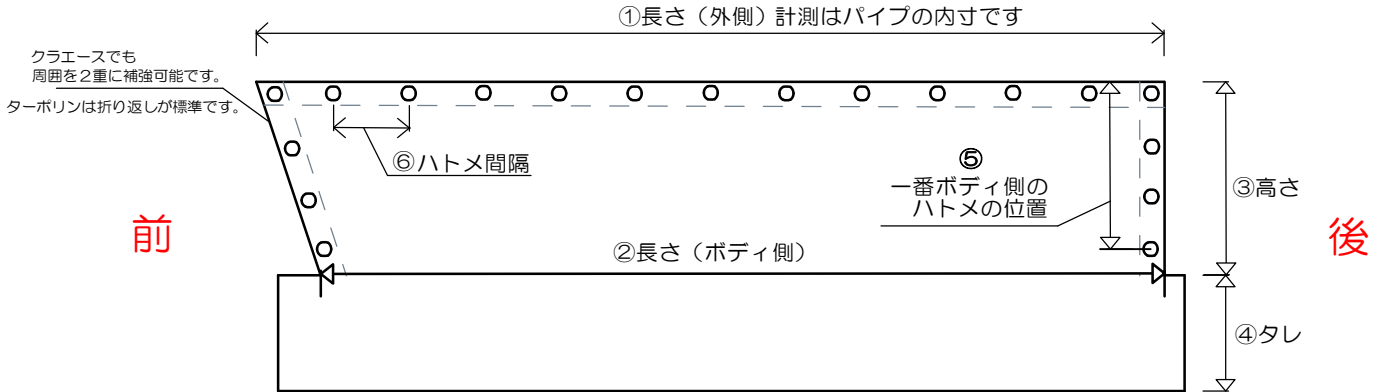 ①長さ（外側）計測はパイプの内寸です
クラエースでも
周囲を２重に補強可能です。
ターポリンは折り返しが標準です。
⑥ハトメ間隔
⑤
一番ボディ側の
ハトメの位置
③高さ
前
後
②長さ（ボディ側）
④タレ